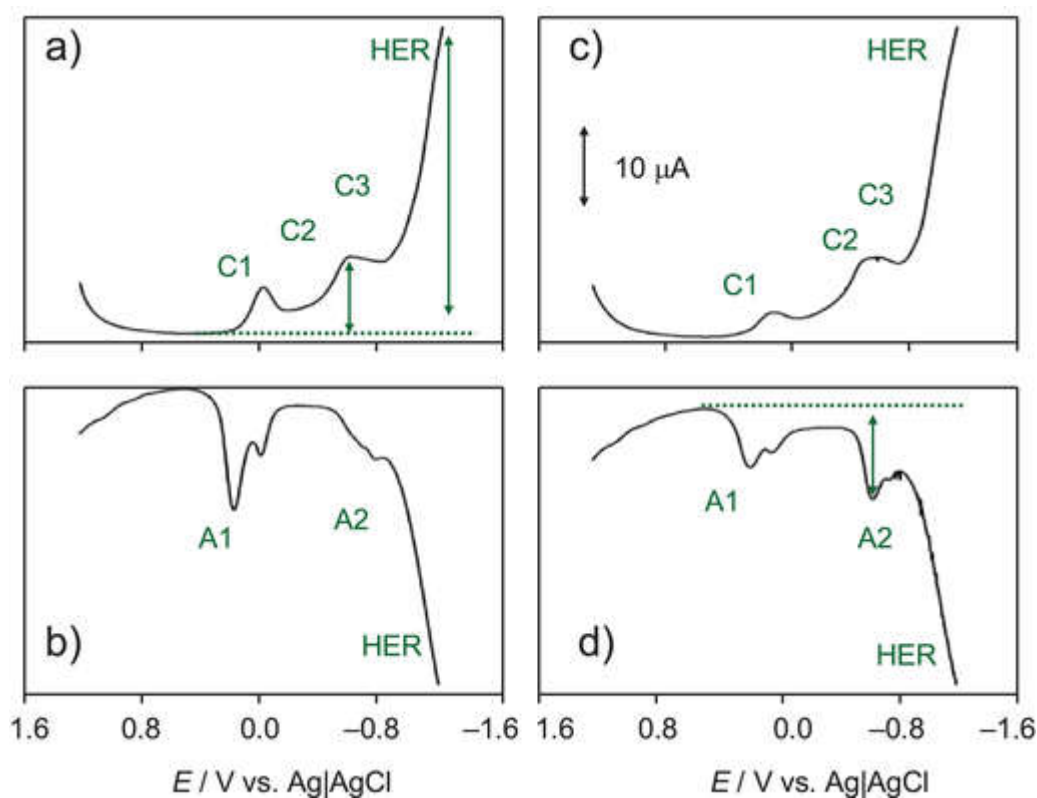 a)
HER
C3
C2
C1
c)
HER
10 μA
C3
C2
C1
A1
A2
HER
b)
A1
A2
HER
d)
1.6 0.8 0.0 –0.8 –1.6
0.8 0.0 –0.8 –1.6
E / V vs. Ag|AgCl
E / V vs. Ag|AgCl